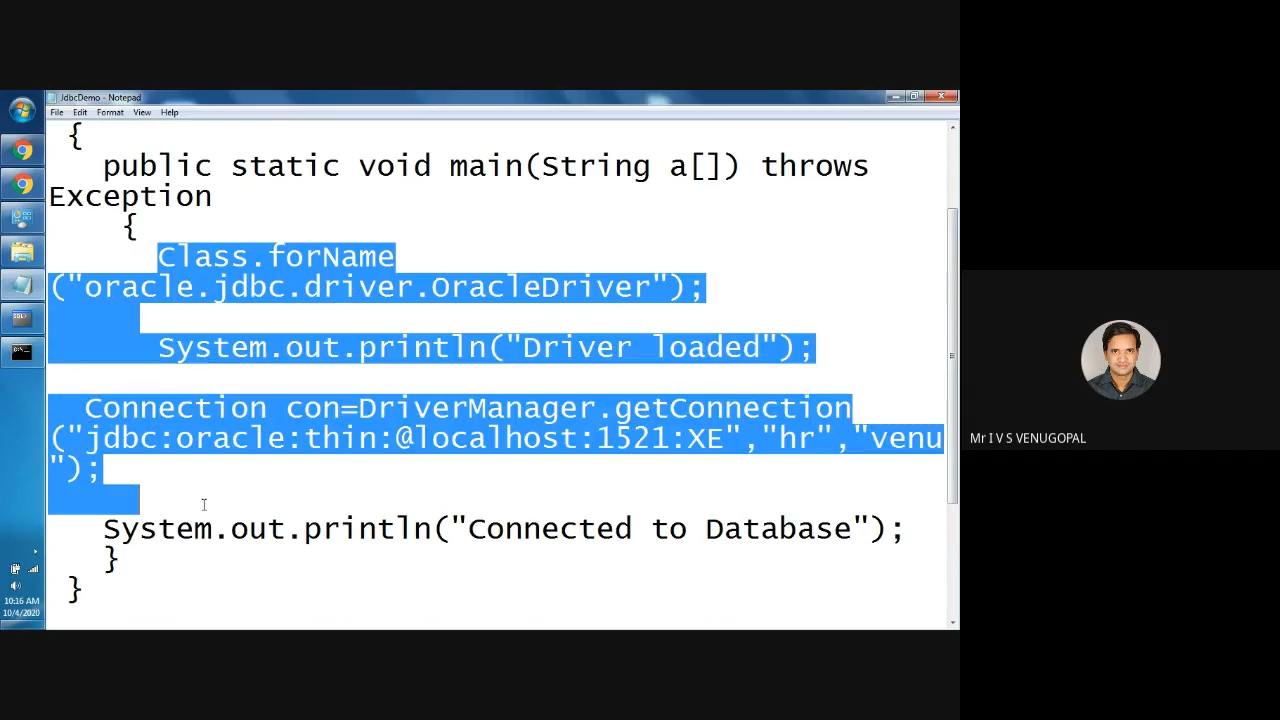 JdbcDemo - Notepad
File Edit Format View Help
{
public static void main(String a[]) throws
Exception
{
Class.forName
("oracle.jdbc.driver.OracleDriver");
System.out.println("Driver loaded");
Connection con=DriverManager.getConnection
("jdbc:oracle:thin:@localhost:1521:XE","hr","venu
");
System.out.println("Connected to Database");
}
}
10:16 AM
10/4/2020
Mr I V S VENUGOPAL